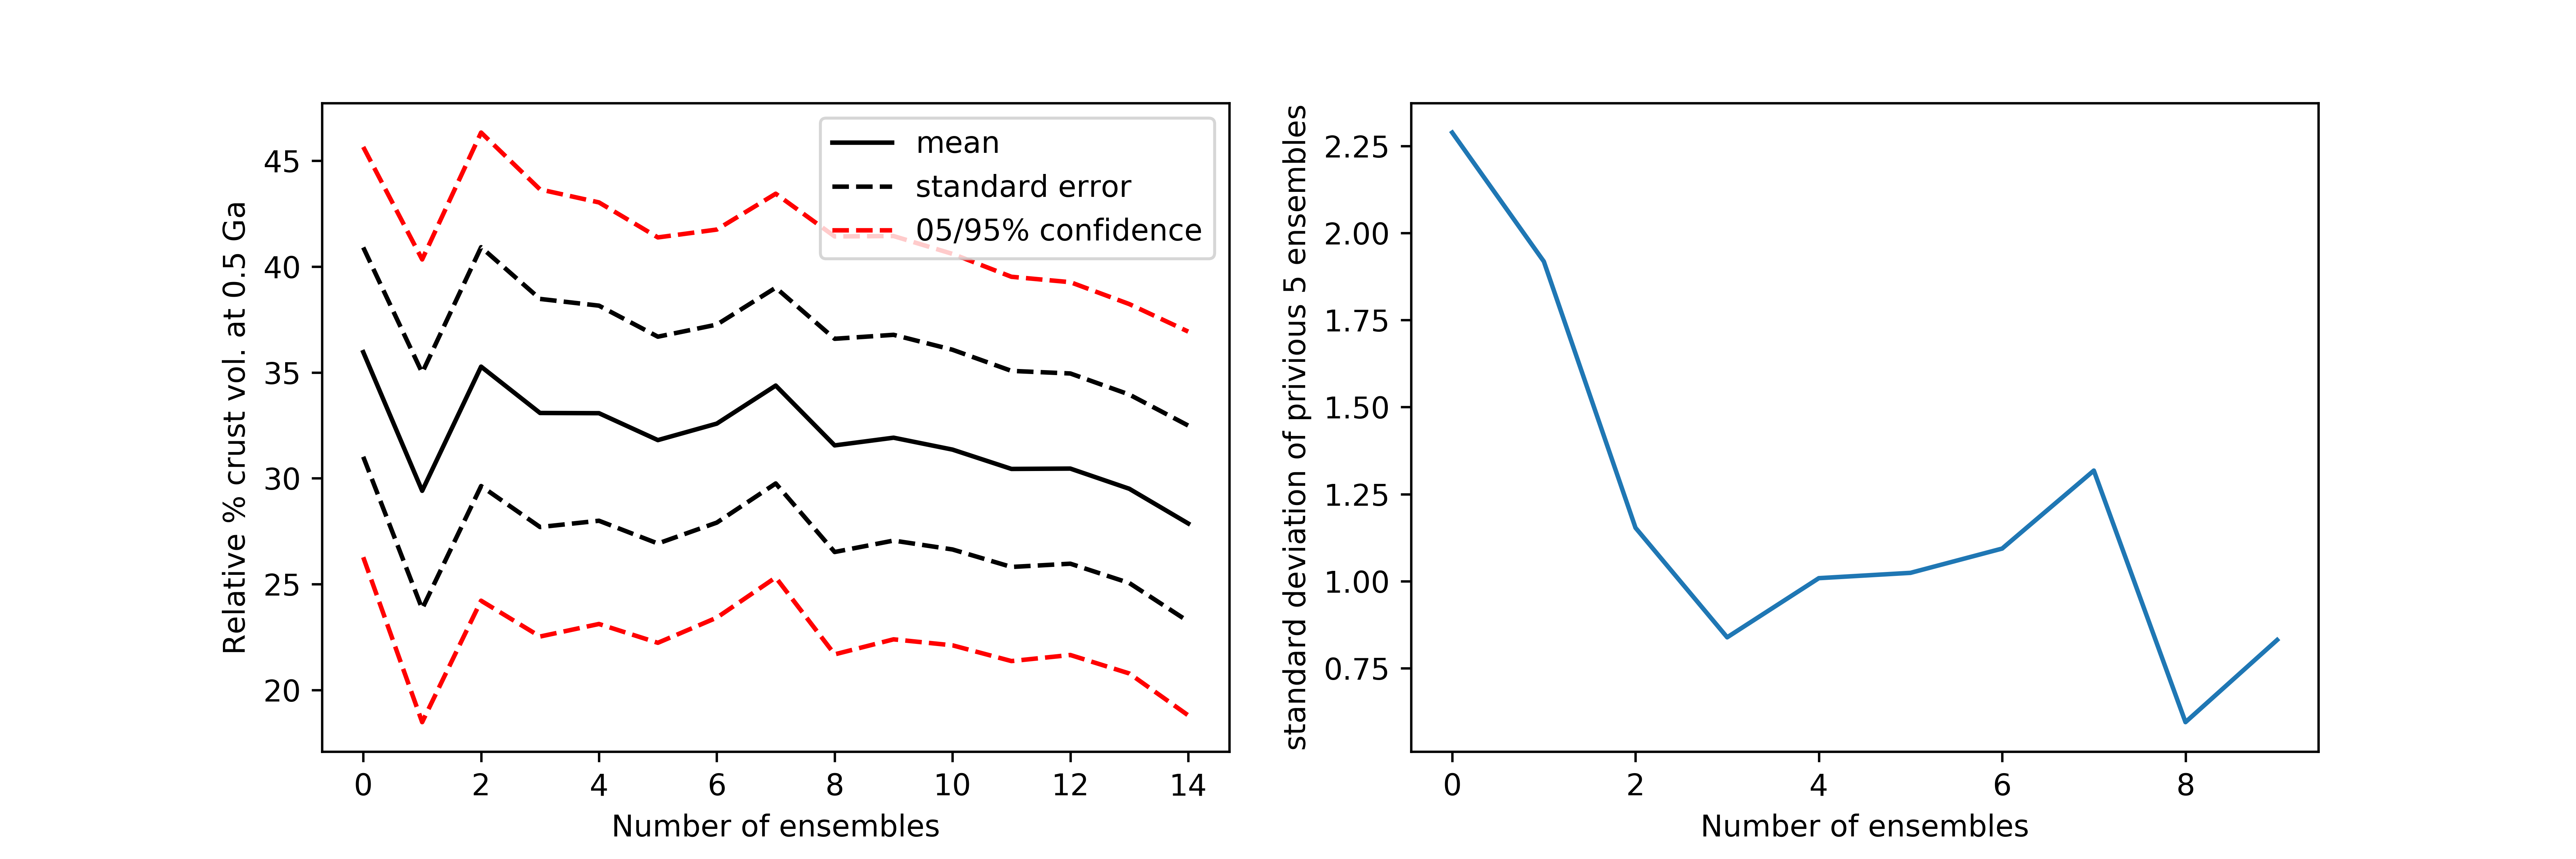 Relative % crust vol. at 0.5 Ga
45
40
35
30
25
20
mean
standard error
05/95% confidence
0 2 4 6 8 10 12 14
Number of ensembles
standard deviation of privious 5 ensembles
2.25
2.00
1.75
1.50
1.25
1.00
0.75
0 2 4 6 8
Number of ensembles